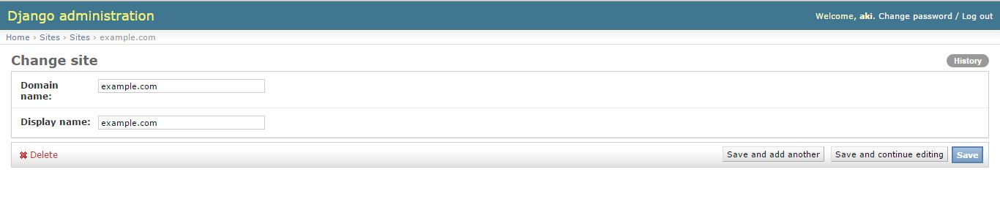 Django administration
Welcome, aki. Change password / Log out
Home › Sites › Sites › example.com
Change site
History
Domain
name:
example.com
Display name:
example.com
Delete
Save and add another
Save and continue editing
Save